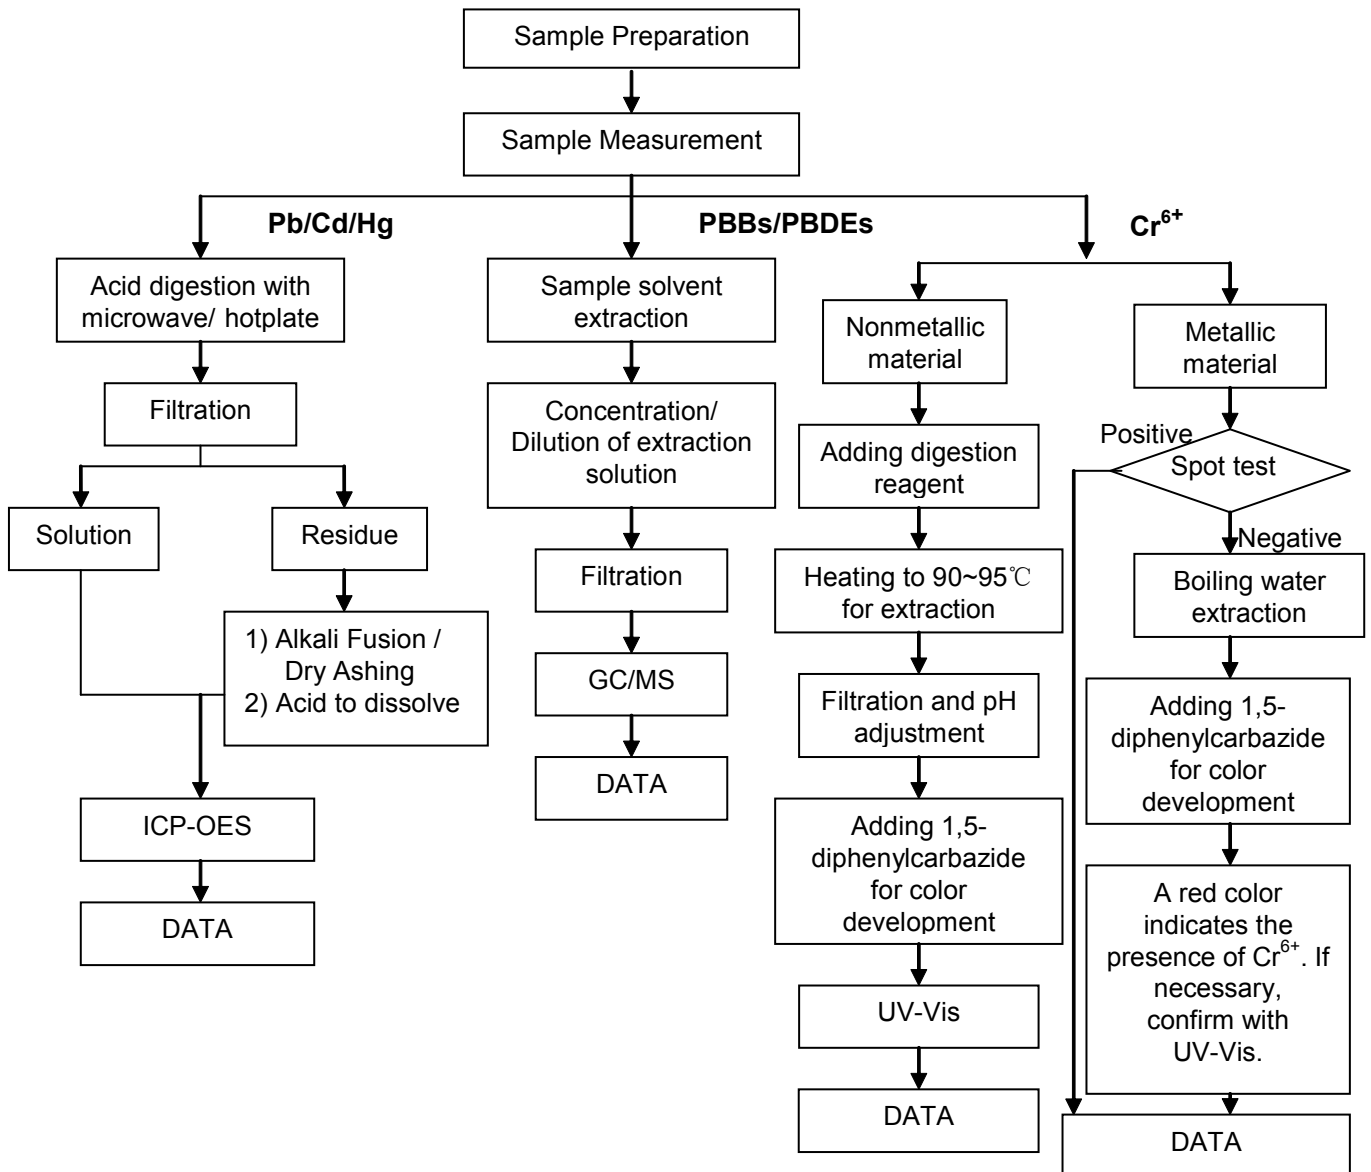 Sample Preparation
Sample Measurement
Pb/Cd/Hg
PBBs/PBDEs
Cr⁶⁺
Acid digestion with
microwave/ hotplate
Filtration
Solution
Residue
1) Alkali Fusion /
Dry Ashing
2) Acid to dissolve
ICP-OES
DATA
Sample solvent
extraction
Concentration/
Dilution of extraction
solution
Filtration
GC/MS
DATA
Nonmetallic
material
Adding digestion
reagent
Heating to 90~95℃
for extraction
Filtration and pH
adjustment
Adding 1,5-
diphenylcarbazide
for color
development
UV-Vis
DATA
Metallic
material
Positive
Spot test
Negative
Boiling water
extraction
Adding 1,5-
diphenylcarbazide
for color
development
A red color
indicates the
presence of Cr⁶⁺. If
necessary,
confirm with
UV-Vis.
DATA